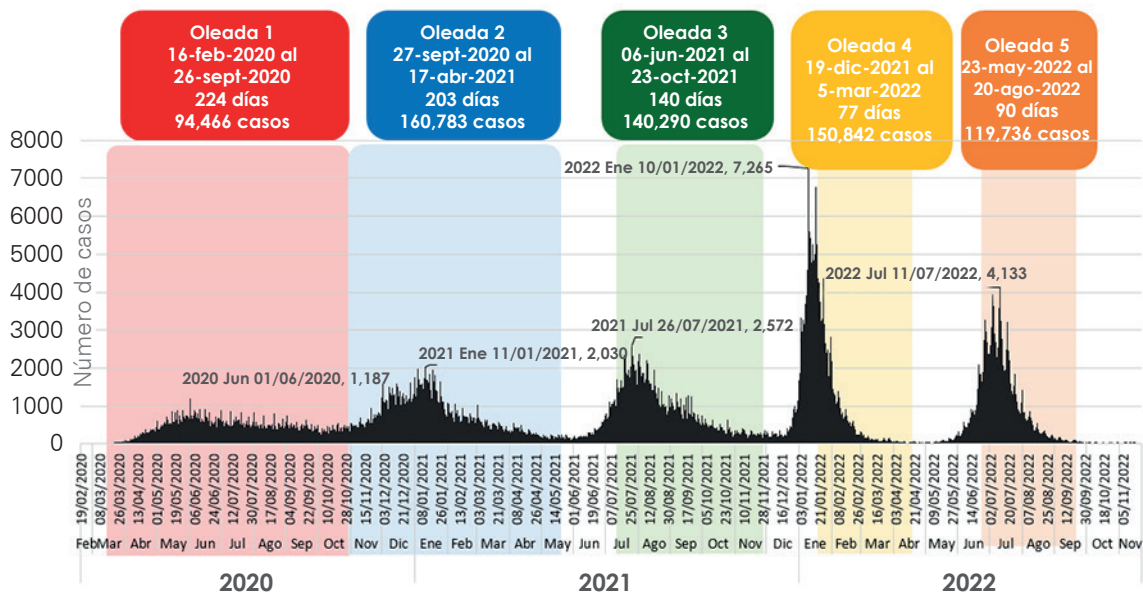 Oleada 1
16-feb-2020 al
26-sept-2020
224 días
94,466 casos
Oleada 2
27-sept-2020 al
17-abr-2021
203 días
160,783 casos
Oleada 3
06-jun-2021 al
23-oct-2021
140 días
140,290 casos
Oleada 4
19-dic-2021 al
5-mar-2022
77 días
150,842 casos
Oleada 5
23-may-2022 al
20-ago-2022
90 días
119,736 casos
Número de casos
8000
7000
6000
5000
4000
3000
2000
1000
0
2020 Jun 01/06/2020, 1,187
2021 Ene 11/01/2021, 2,030
2021 Jul 26/07/2021, 2,572
2022 Ene 10/01/2022, 7,265
2022 Jul 11/07/2022, 4,133
19/02/2020
08/03/2020
26/03/2020
13/04/2020
01/05/2020
19/05/2020
06/06/2020
24/06/2020
12/07/2020
30/07/2020
17/08/2020
04/09/2020
22/09/2020
10/10/2020
28/10/2020
15/11/2020
03/12/2020
21/12/2020
08/01/2021
26/01/2021
13/02/2021
03/03/2021
21/03/2021
08/04/2021
26/04/2021
14/05/2021
01/06/2021
19/06/2021
07/07/2021
25/07/2021
12/08/2021
30/08/2021
17/09/2021
05/10/2021
23/10/2021
10/11/2021
28/11/2021
16/12/2021
03/01/2022
21/01/2022
08/02/2022
26/02/2022
16/03/2022
03/04/2022
21/04/2022
09/05/2022
27/05/2022
14/06/2022
02/07/2022
20/07/2022
07/08/2022
25/08/2022
12/09/2022
30/09/2022
18/10/2022
05/11/2022
Feb Mar Abr May Jun Jul Ago Sep Oct Nov Dic Ene Feb Mar Abr May Jun Jul Ago Sep Oct Nov Dic Ene Feb Mar Abr May Jun Jul Ago Sep Oct Nov
2020 2021 2022